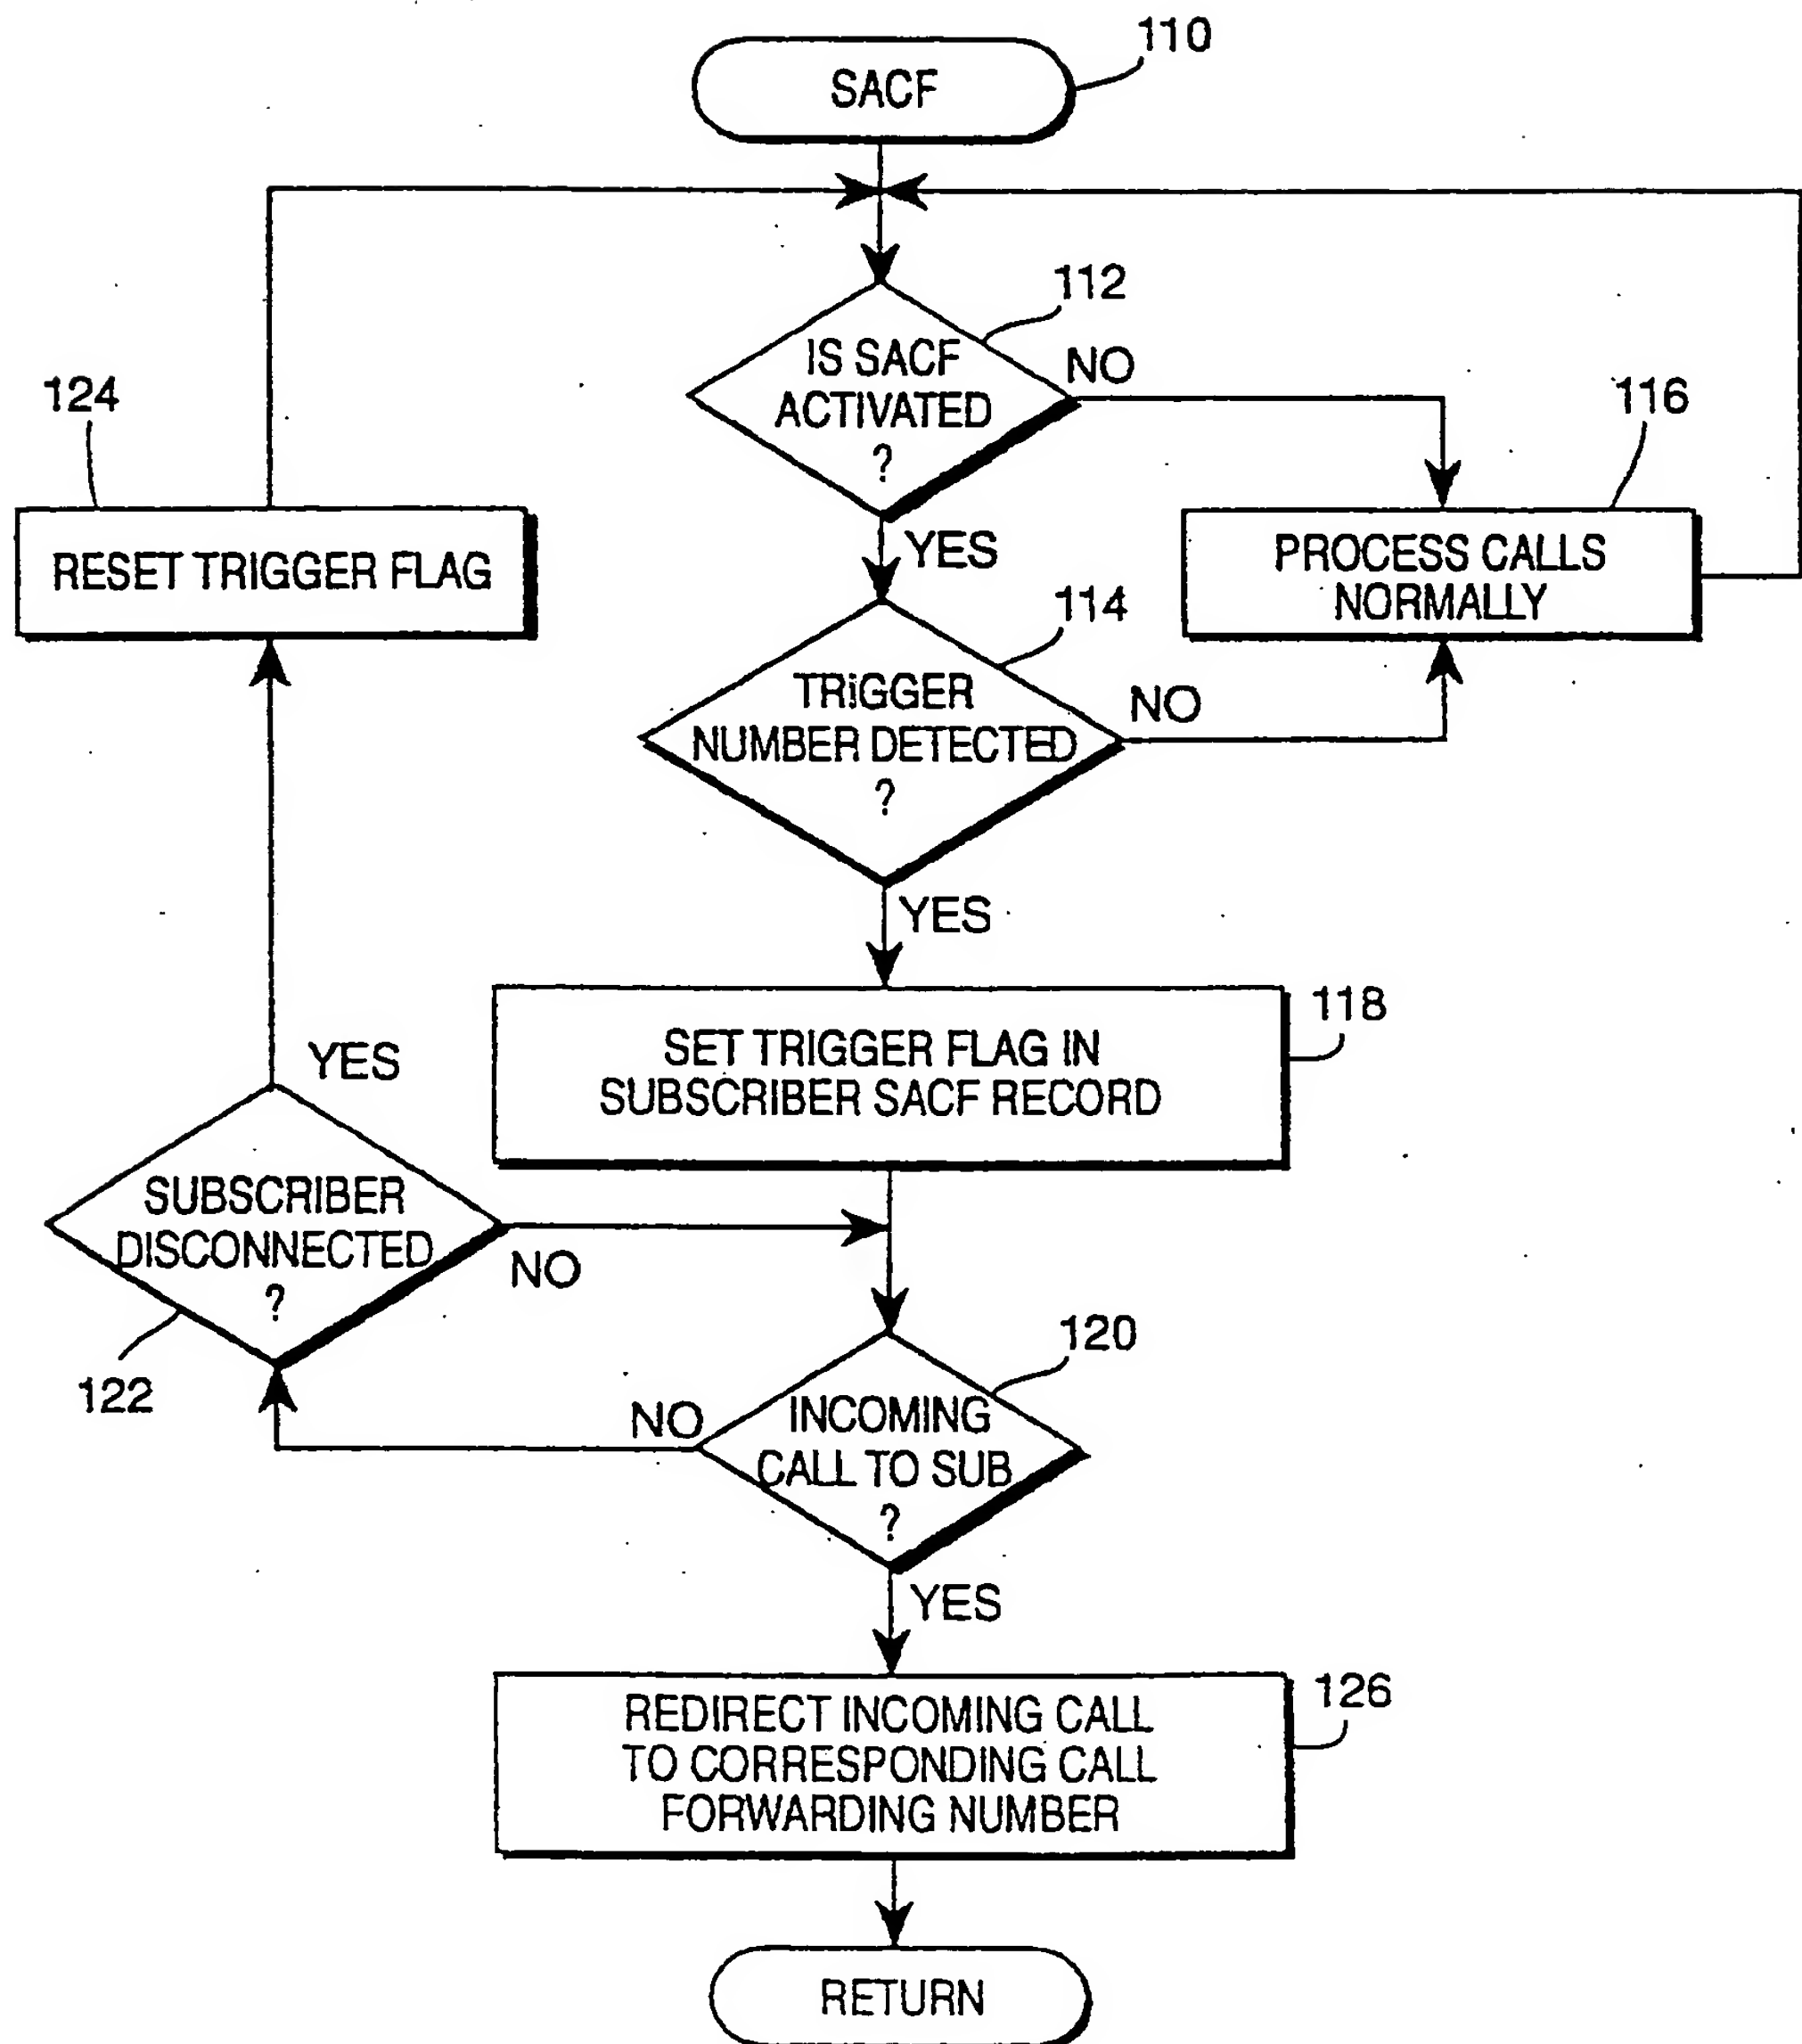 110
SACF
112
IS SACF
ACTIVATED
?
NO
124
116
RESET TRIGGER FLAG
YES
PROCESS CALLS
NORMALLY
114
TRIGGER
NUMBER DETECTED
?
NO
YES
118
SET TRIGGER FLAG IN
SUBSCRIBER SACF RECORD
YES
SUBSCRIBER
DISCONNECTED
?
NO
122
120
NO
INCOMING
CALL TO SUB
?
YES
126
REDIRECT INCOMING CALL
TO CORRESPONDING CALL
FORWARDING NUMBER
RETURN